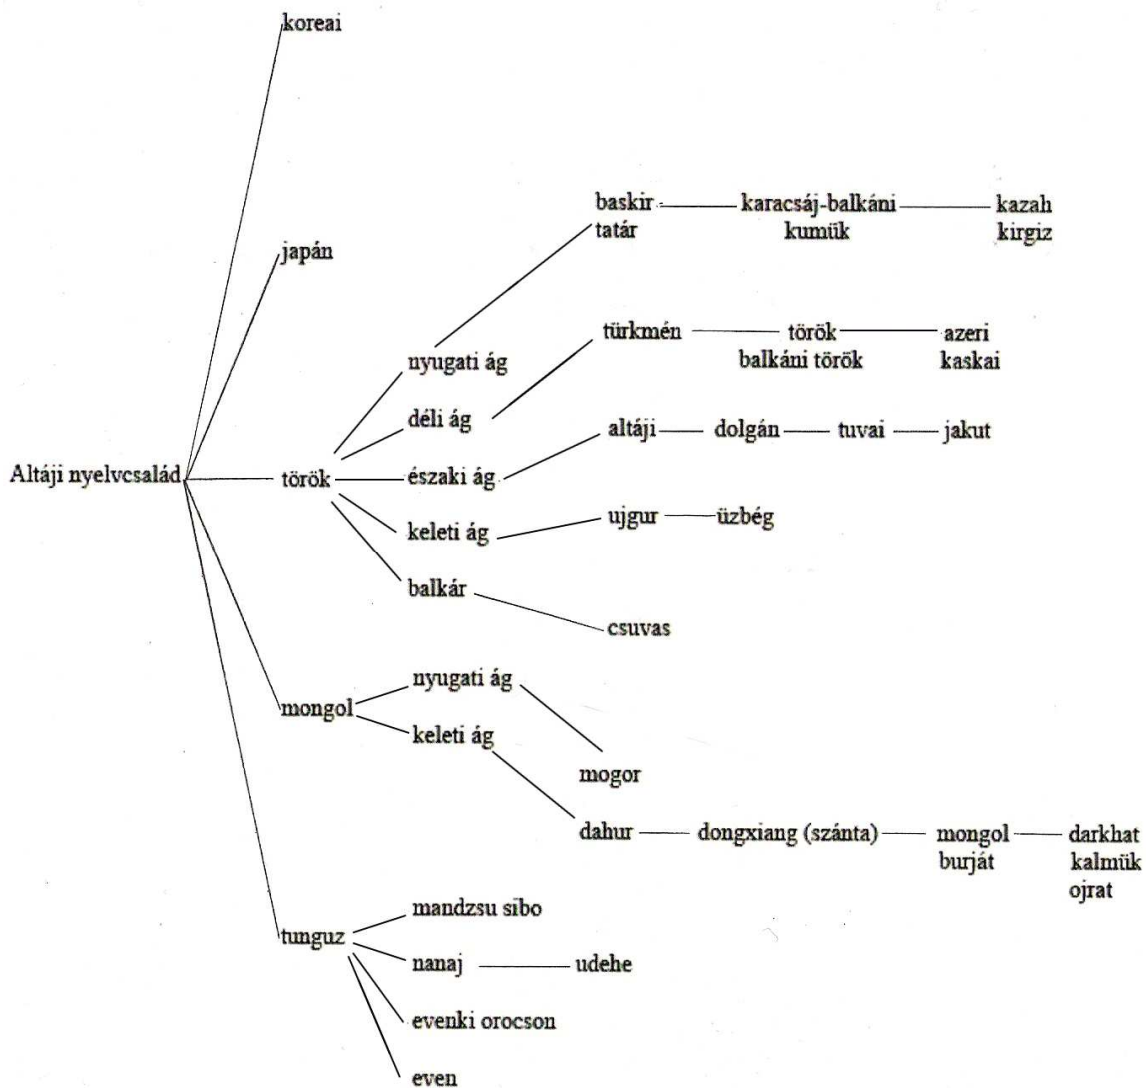 koreai
baskir karacsáj-balkáni kazah
tatár kumük kirgiz
japán
türkmén török azeri
balkáni török kaskai
nyugati ág
déli ág
altáji dolgán tuvai jakut
Altáji nyelvcsalád török északi ág
ujgur üzbég
keleti ág
balkár
csuvas
nyugati ág
mongol
keleti ág
mogor
dahur dongxiang (szánta) mongol darkhat
burját kalmük
ojrat
mandzsu sibo
tunguz
nanaj udehe
evenki orocson
even